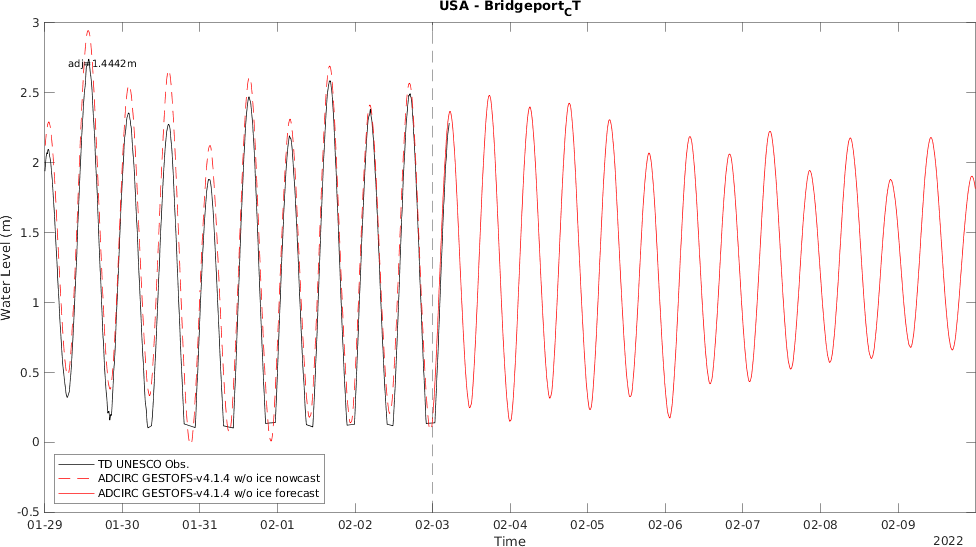 USA - Bridgeport_CT
adj=1.4442m
3
2.5
2
1.5
1
0.5
0
-0.5
Water Level (m)
TD UNESCO Obs.
ADCIRC GESTOFS-v4.1.4 w/o ice nowcast
ADCIRC GESTOFS-v4.1.4 w/o ice forecast
01-29 01-30 01-31 02-01 02-02 02-03 02-04 02-05 02-06 02-07 02-08 02-09
Time
2022